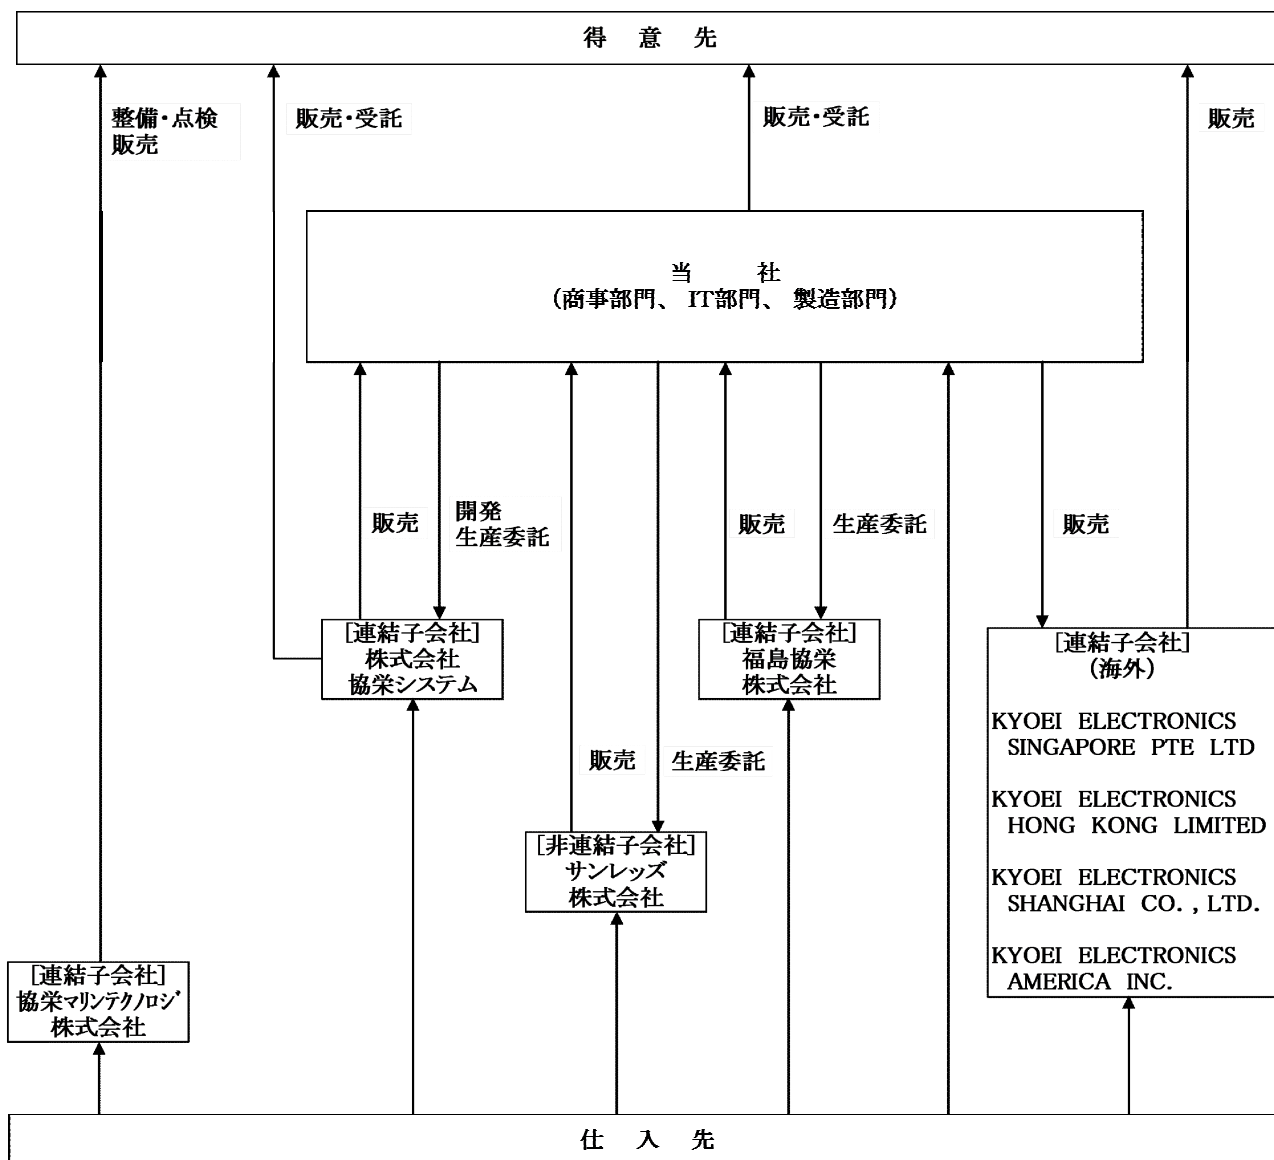 得 意 先
整備・点検
販売
販売・受託
販売・受託
販売
当 社
(商事部門、IT部門、製造部門)
販売
開発
生産委託
販売
生産委託
販売
[連結子会社]
株式会社
協栄システム
[連結子会社]
福島協栄
株式会社
[連結子会社]
(海外)
KYOEI ELECTRONICS
SINGAPORE PTE LTD
KYOEI ELECTRONICS
HONG KONG LIMITED
KYOEI ELECTRONICS
SHANGHAI CO.,LTD.
KYOEI ELECTRONICS
AMERICA INC.
販売
生産委託
[非連結子会社]
サンレッズ
株式会社
[連結子会社]
協栄マリンテクノロジ
株式会社
仕 入 先